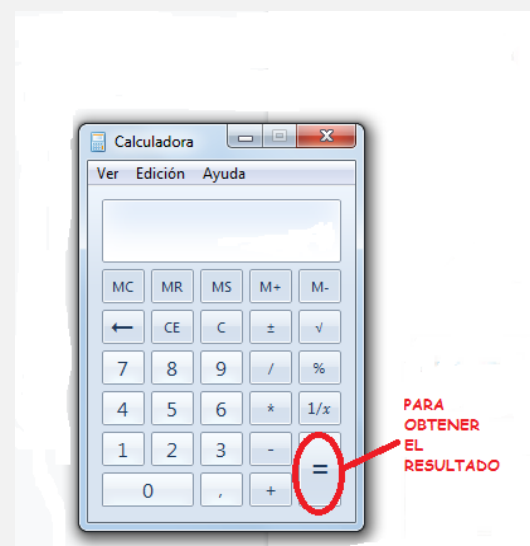 Calculadora
Ver Edición Ayuda
MC MR MS M+ M-
← CE C ± √
7 8 9 / %
4 5 6 * 1/x
1 2 3 - =
0 , +
PARA
OBTENER
EL
RESULTADO